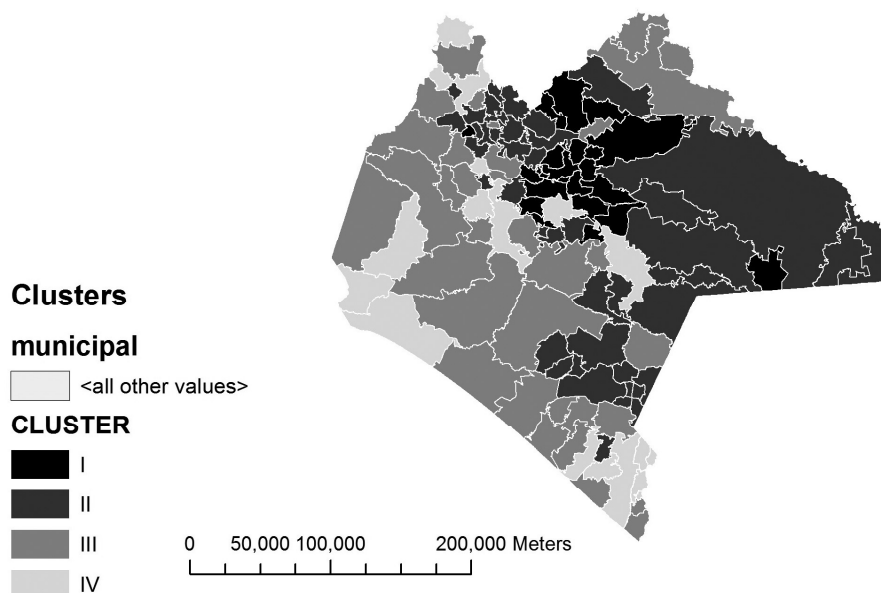 Clusters
municipal
<all other values>
CLUSTER
I
II
III
IV
0 50,000 100,000 200,000 Meters